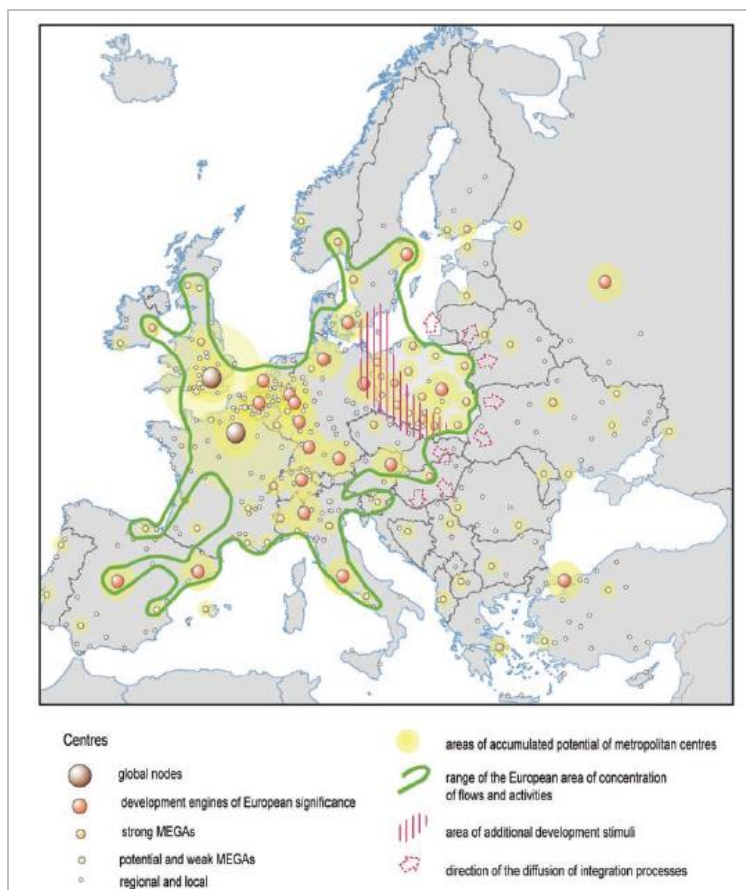 Centres
global nodes
development engines of European significance
strong MEGAs
potential and weak MEGAs
regional and local
areas of accumulated potential of metropolitan centres
range of the European area of concentration
of flows and activities
area of additional development stimuli
direction of the diffusion of integration processes